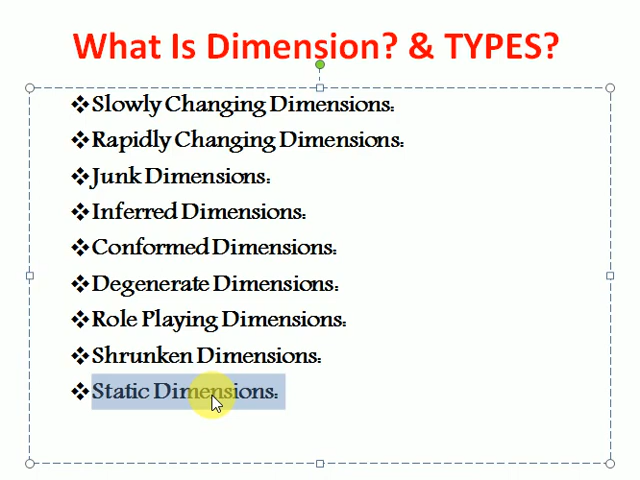 What Is Dimension? & TYPES?
❖Slowly Changing Dimensions:
❖Rapidly Changing Dimensions:
❖Junk Dimensions:
❖Inferred Dimensions:
❖Conformed Dimensions:
❖Degenerate Dimensions:
❖Role Playing Dimensions:
❖Shrunken Dimensions:
❖Static Dimensions: